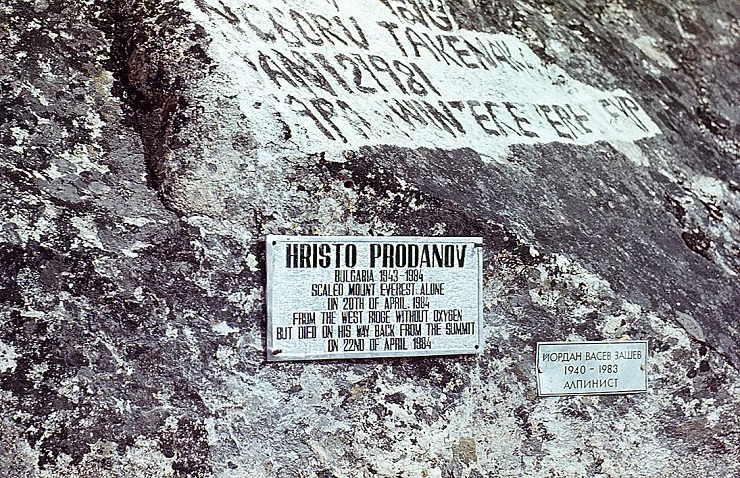 TAKENAKA
12 1981
HRISTO PRODANOV
BULGARIA 1943-1984
SCALED MOUNT EVEREST ALONE
ON 20TH OF APRIL 1984
FROM THE WEST RIDGE WITHOUT OXYGEN
BUT DIED ON HIS WAY BACK FROM THE SUMMIT
ON 22ND OF APRIL 1984
ЙОРДАН ВАСЕВ ЗАШЕВ
1940 - 1983
АЛПИНИСТ